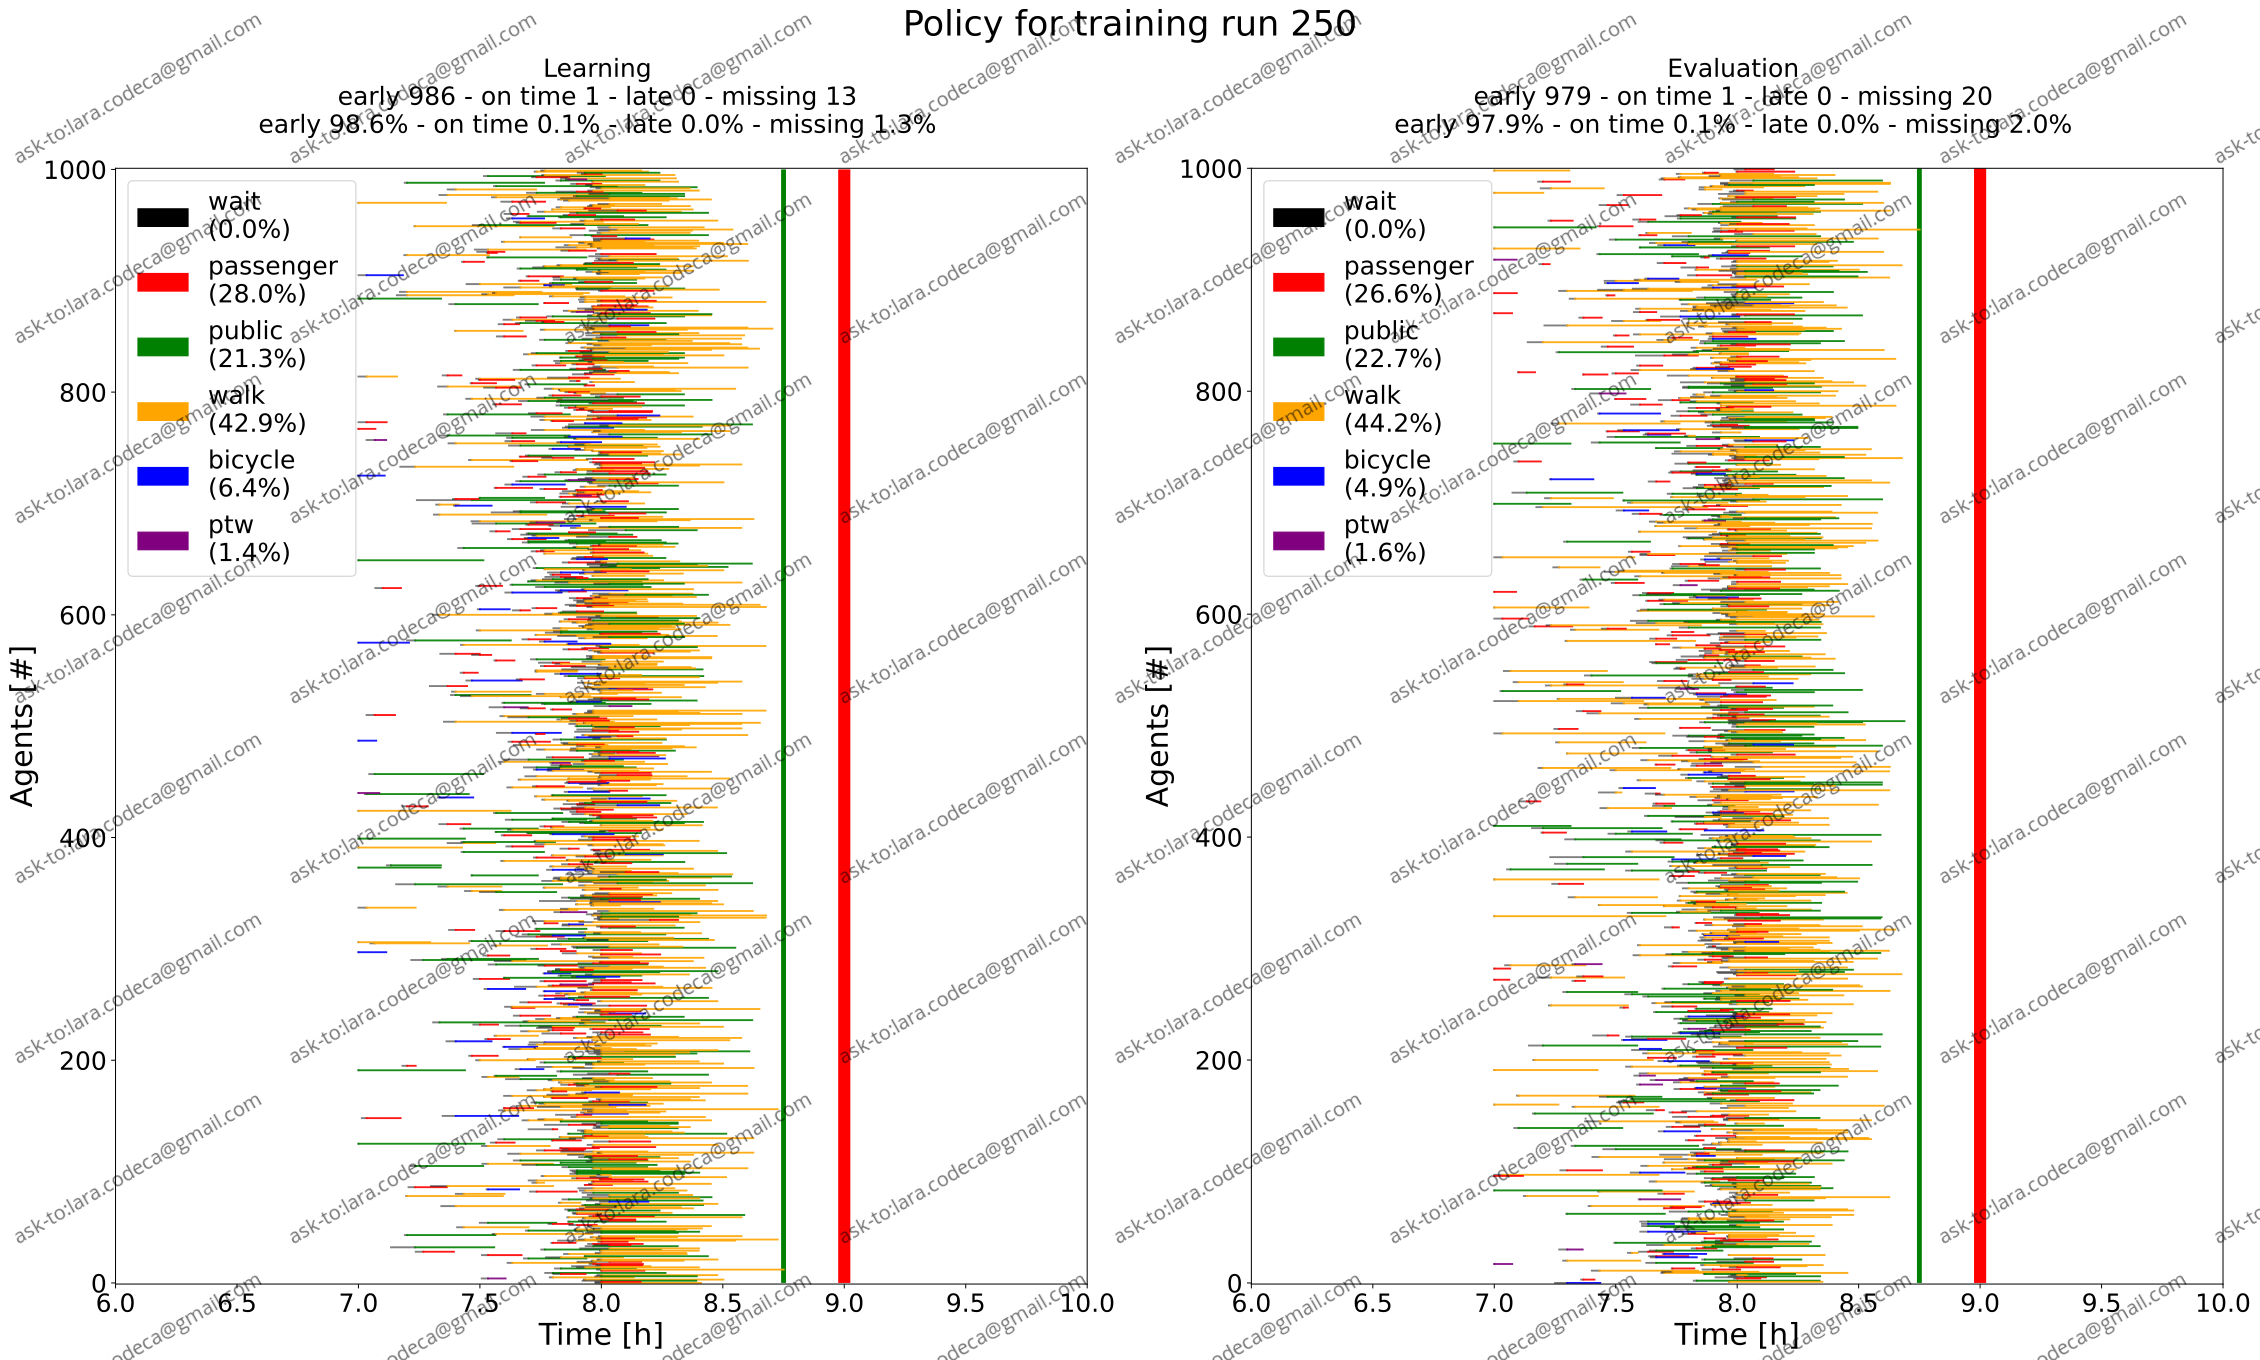 Policy for training run 250
Learning
early 986 - on time 1 - late 0 - missing 13
early 98.6% - on time 0.1% - late 0.0% - missing 1.3%
1000
800
600
400
200
0
Agents [#]
wait
(0.0%)
passenger
(28.0%)
public
(21.3%)
walk
(42.9%)
bicycle
(6.4%)
ptw
(1.4%)
6.0 6.5 7.0 7.5 8.0 8.5 9.0 9.5 10.0
Time [h]
Evaluation
early 979 - on time 1 - late 0 - missing 20
early 97.9% - on time 0.1% - late 0.0% - missing 2.0%
1000
800
600
400
200
0
Agents [#]
wait
(0.0%)
passenger
(26.6%)
public
(22.7%)
walk
(44.2%)
bicycle
(4.9%)
ptw
(1.6%)
6.0 6.5 7.0 7.5 8.0 8.5 9.0 9.5 10.0
Time [h]
ask-to:lara.codeca@gmail.com